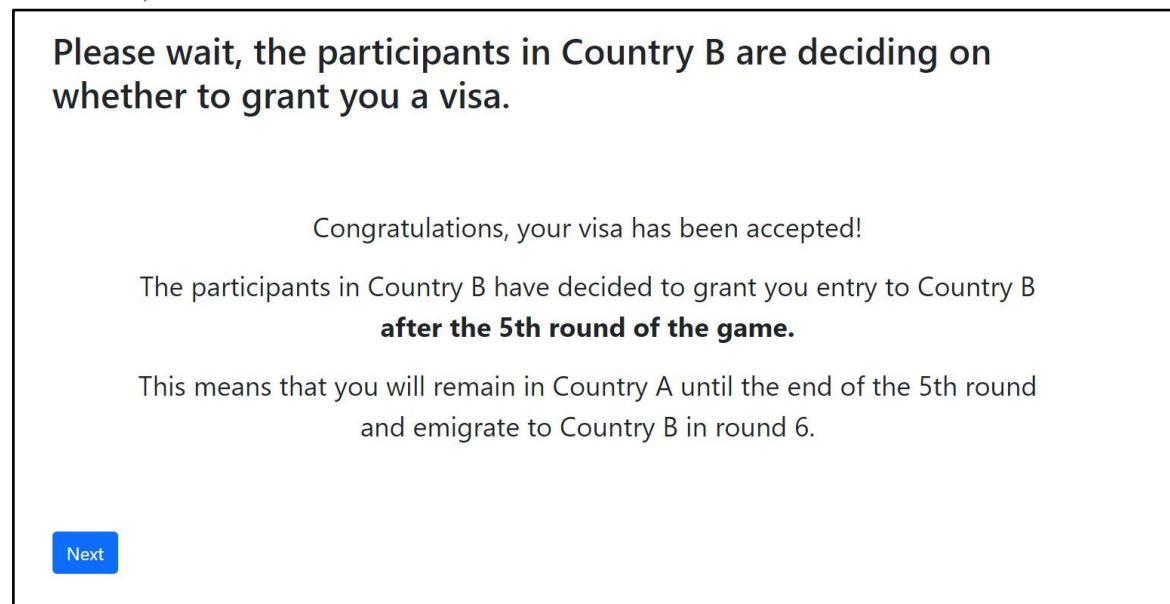 Please wait, the participants in Country B are deciding on
whether to grant you a visa.
Congratulations, your visa has been accepted!
The participants in Country B have decided to grant you entry to Country B
after the 5th round of the game.
This means that you will remain in Country A until the end of the 5th round
and emigrate to Country B in round 6.
Next